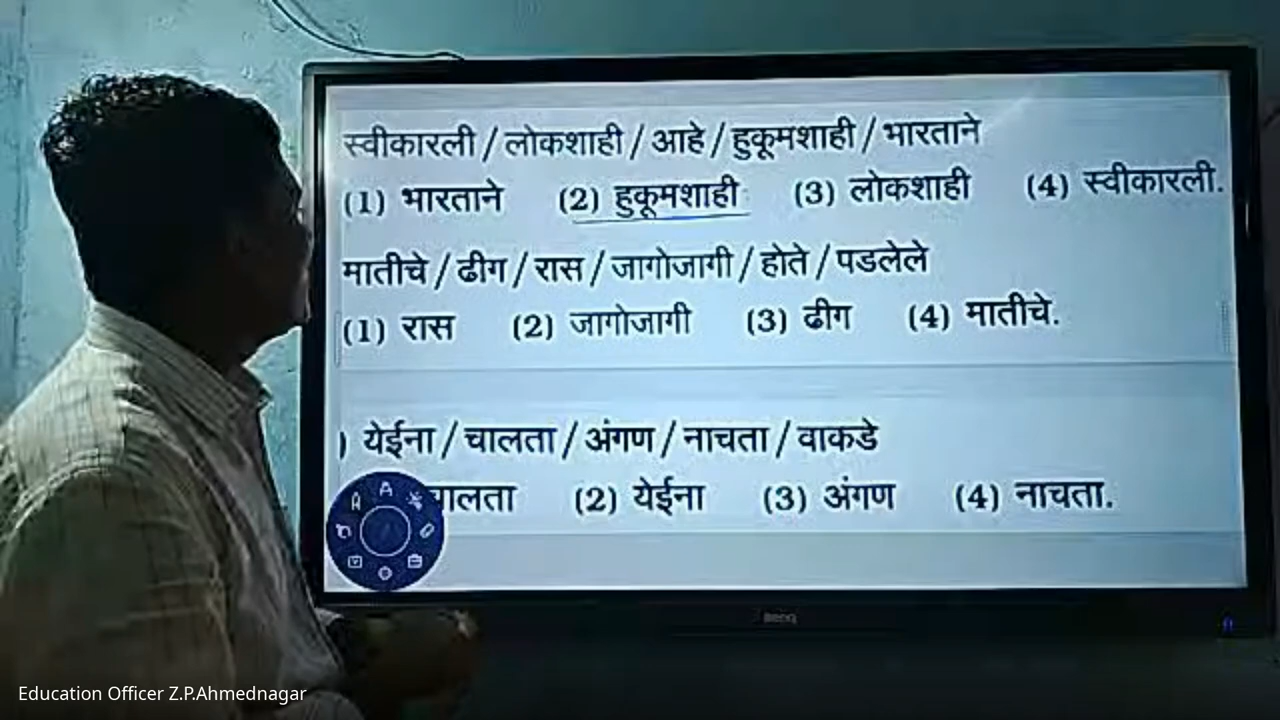 स्वीकारली / लोकशाही / आहे / हुकूमशाही / भारताने
(1) भारताने (2) हुकूमशाही (3) लोकशाही (4) स्वीकारली.
मातीचे / ढीग / रास / जागोजागी / होते / पडलेले
(1) रास (2) जागोजागी (3) ढीग (4) मातीचे.
) येईना / चालता / अंगण / नाचता / वाकडे
(2) येईना (3) अंगण (4) नाचता.
BenQ
Education Officer Z.P.Ahmednagar